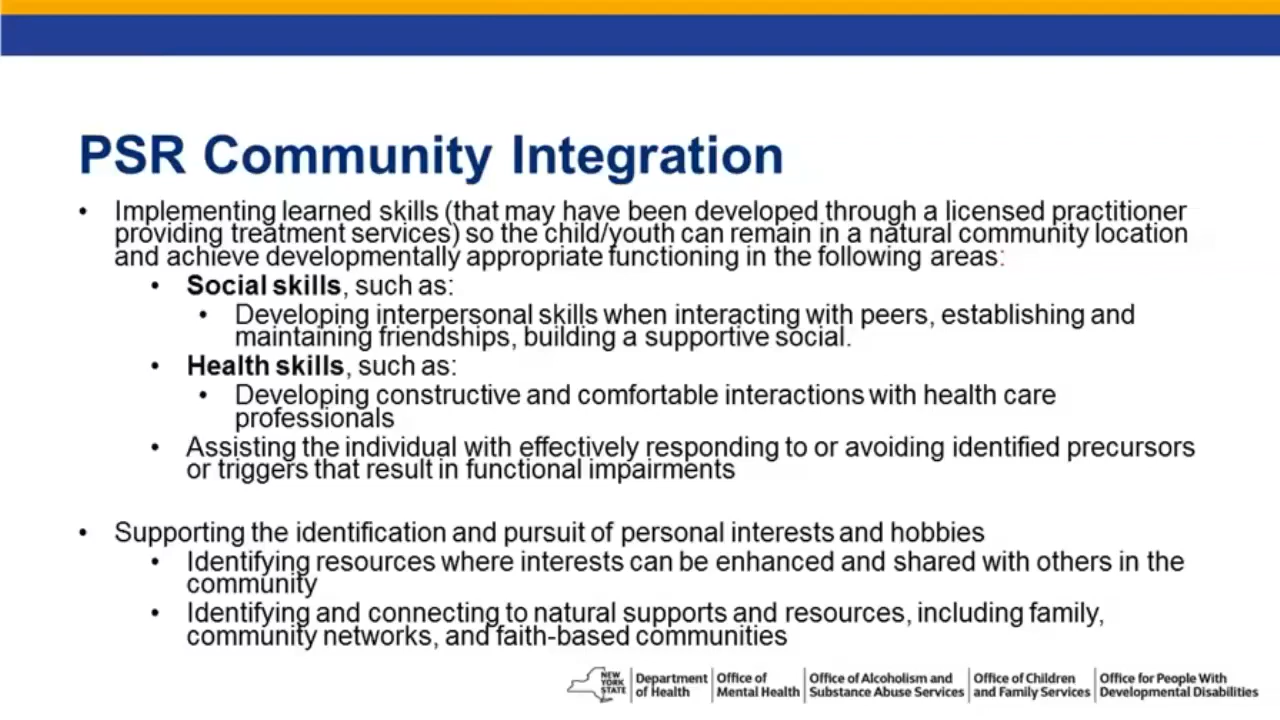 PSR Community Integration
• Implementing learned skills (that may have been developed through a licensed practitioner
providing treatment services) so the child/youth can remain in a natural community location
and achieve developmentally appropriate functioning in the following areas:
• Social skills, such as:
• Developing interpersonal skills when interacting with peers, establishing and
maintaining friendships, building a supportive social.
• Health skills, such as:
• Developing constructive and comfortable interactions with health care
professionals
• Assisting the individual with effectively responding to or avoiding identified precursors
or triggers that result in functional impairments
• Supporting the identification and pursuit of personal interests and hobbies
• Identifying resources where interests can be enhanced and shared with others in the
community
• Identifying and connecting to natural supports and resources, including family,
community networks, and faith-based communities
NEW
YORK
STATE
Department
of Health
Office of
Mental Health
Office of Alcoholism and
Substance Abuse Services
Office of Children
and Family Services
Office for People With
Developmental Disabilities